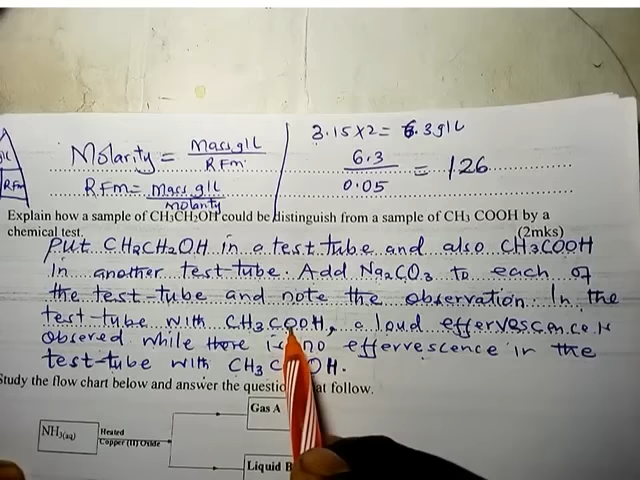 3.15 X 2 = 6.3 g/L
Molarity = Mass g/L
RFm
6.3
0.05
= 126
RFm = Mass g/L
molarity
g/L
RFm
Explain how a sample of CH3CH2OH could be distinguish from a sample of CH3 COOH by a
chemical test. (2mks)
Put CH3CH2OH in a test tube and also CH3COOH
in another test-tube. Add Na2CO3 to each of
the test-tube and note the observation. In the
test-tube with CH3COOH, a loud effervescence is
obsered while there is no effervescence in the
test-tube with CH3C OH.
Study the flow chart below and answer the at follow.
NH3(aq)
Heated
Copper (II) Oxide
Gas A
Liquid B